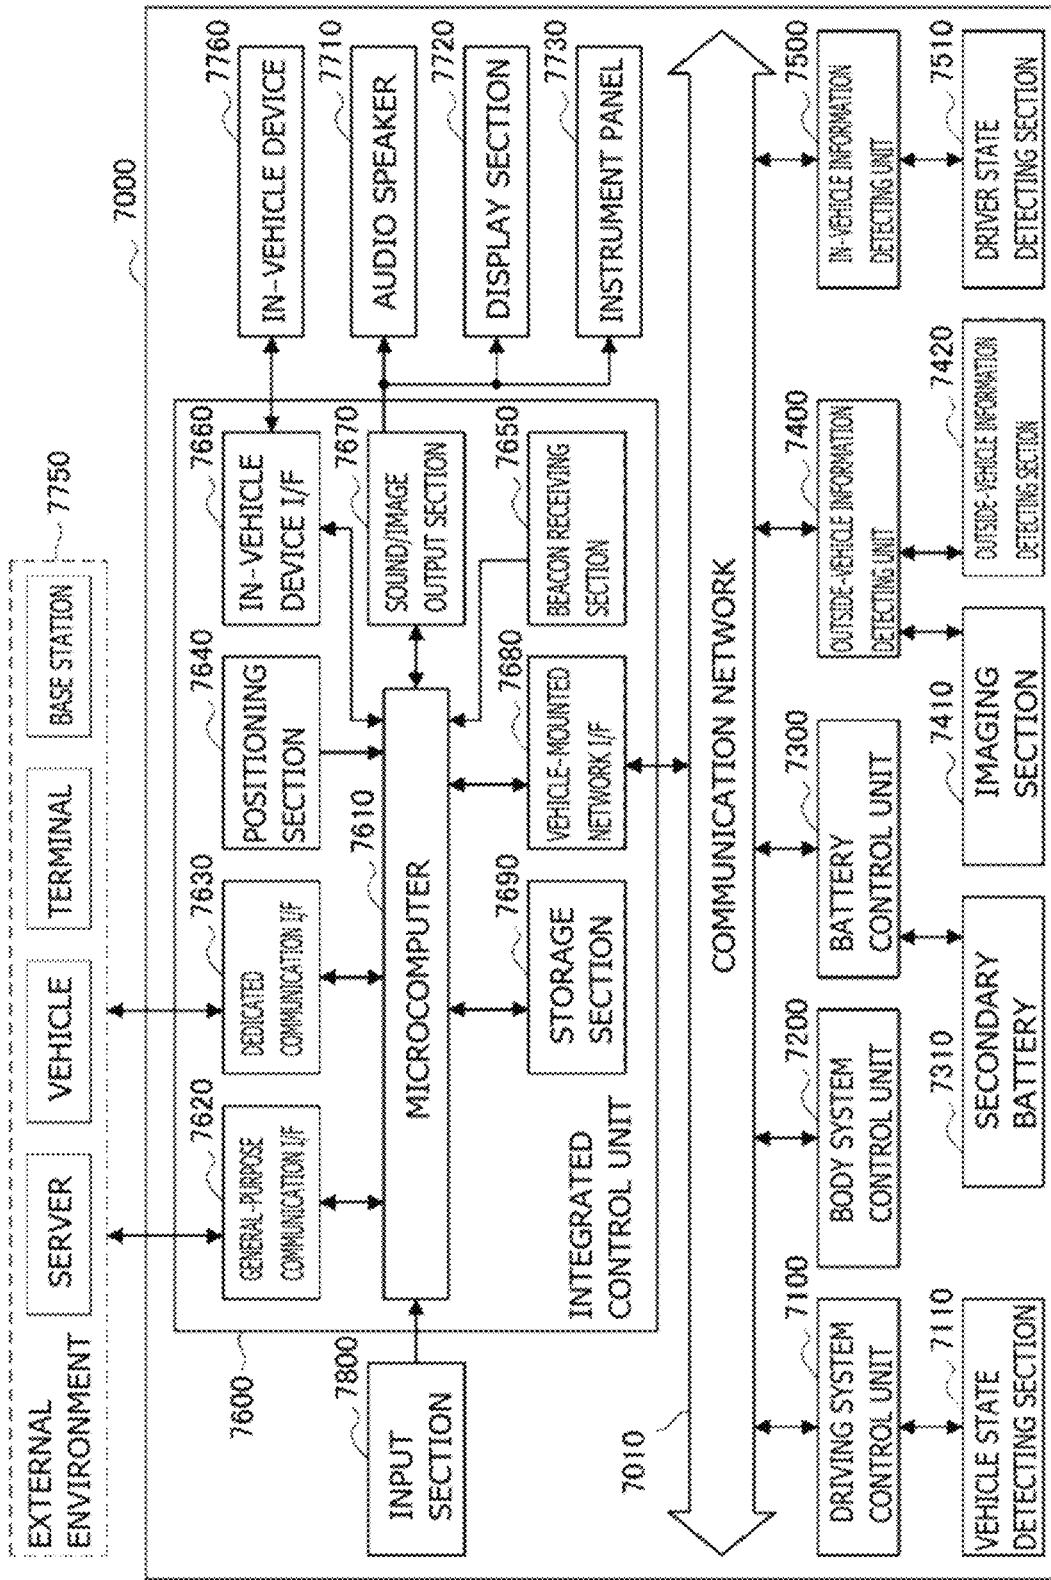 7000
EXTERNAL
ENVIRONMENT
SERVER
VEHICLE
TERMINAL
BASE STATION
7750
7600
7620
GENERAL-PURPOSE
COMMUNICATION I/F
7630
DEDICATED
COMMUNICATION I/F
7640
POSITIONING
SECTION
7660
IN-VEHICLE
DEVICE I/F
7760
IN-VEHICLE DEVICE
7800
INPUT
SECTION
7610
MICROCOMPUTER
7670
SOUND/IMAGE
OUTPUT SECTION
7710
AUDIO SPEAKER
7720
DISPLAY SECTION
7730
INSTRUMENT PANEL
INTEGRATED
CONTROL UNIT
7690
STORAGE
SECTION
7680
VEHICLE-MOUNTED
NETWORK I/F
7650
BEACON RECEIVING
SECTION
7010
COMMUNICATION NETWORK
7100
DRIVING SYSTEM
CONTROL UNIT
7200
BODY SYSTEM
CONTROL UNIT
7300
BATTERY
CONTROL UNIT
7400
OUTSIDE-VEHICLE INFORMATION
DETECTING UNIT
7500
IN-VEHICLE INFORMATION
DETECTING UNIT
7110
VEHICLE STATE
DETECTING SECTION
7310
SECONDARY
BATTERY
7410
IMAGING
SECTION
7420
OUTSIDE-VEHICLE INFORMATION
DETECTING SECTION
7510
DRIVER STATE
DETECTING SECTION